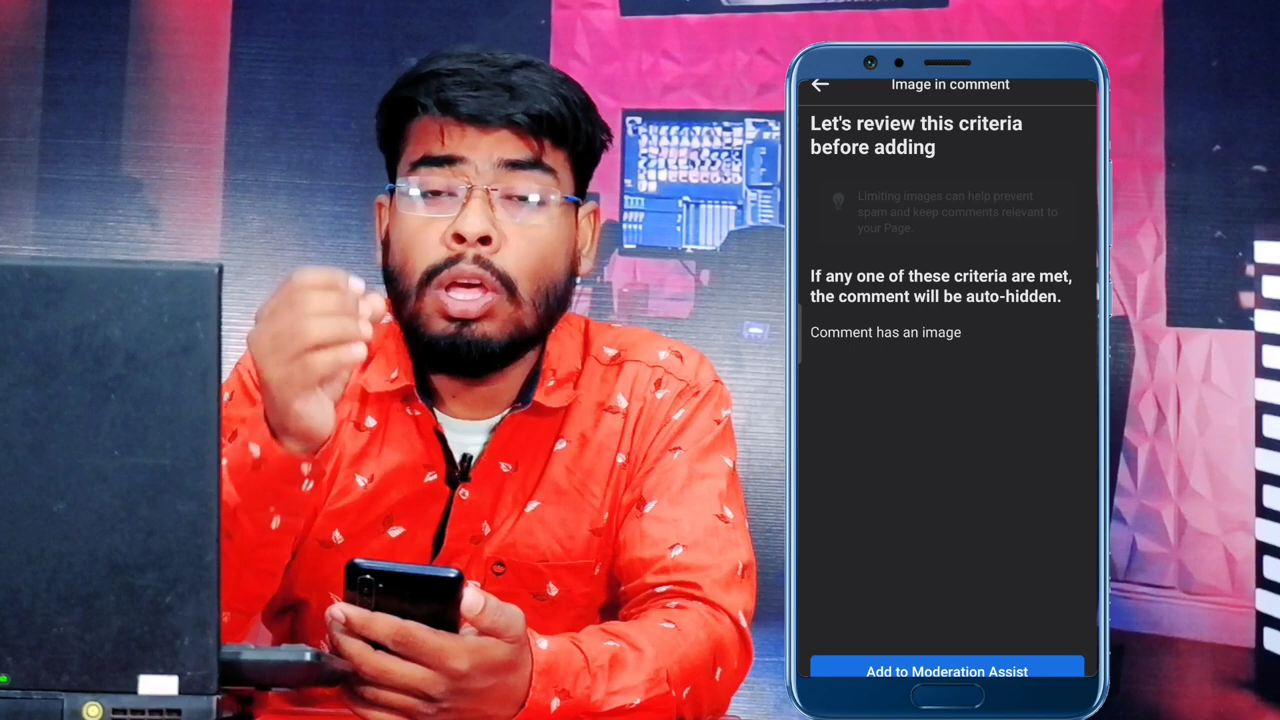 Image in comment
Let's review this criteria
before adding
Limiting images can help prevent
spam and keep comments relevant to
your Page.
If any one of these criteria are met,
the comment will be auto-hidden.
Comment has an image
Add to Moderation Assist